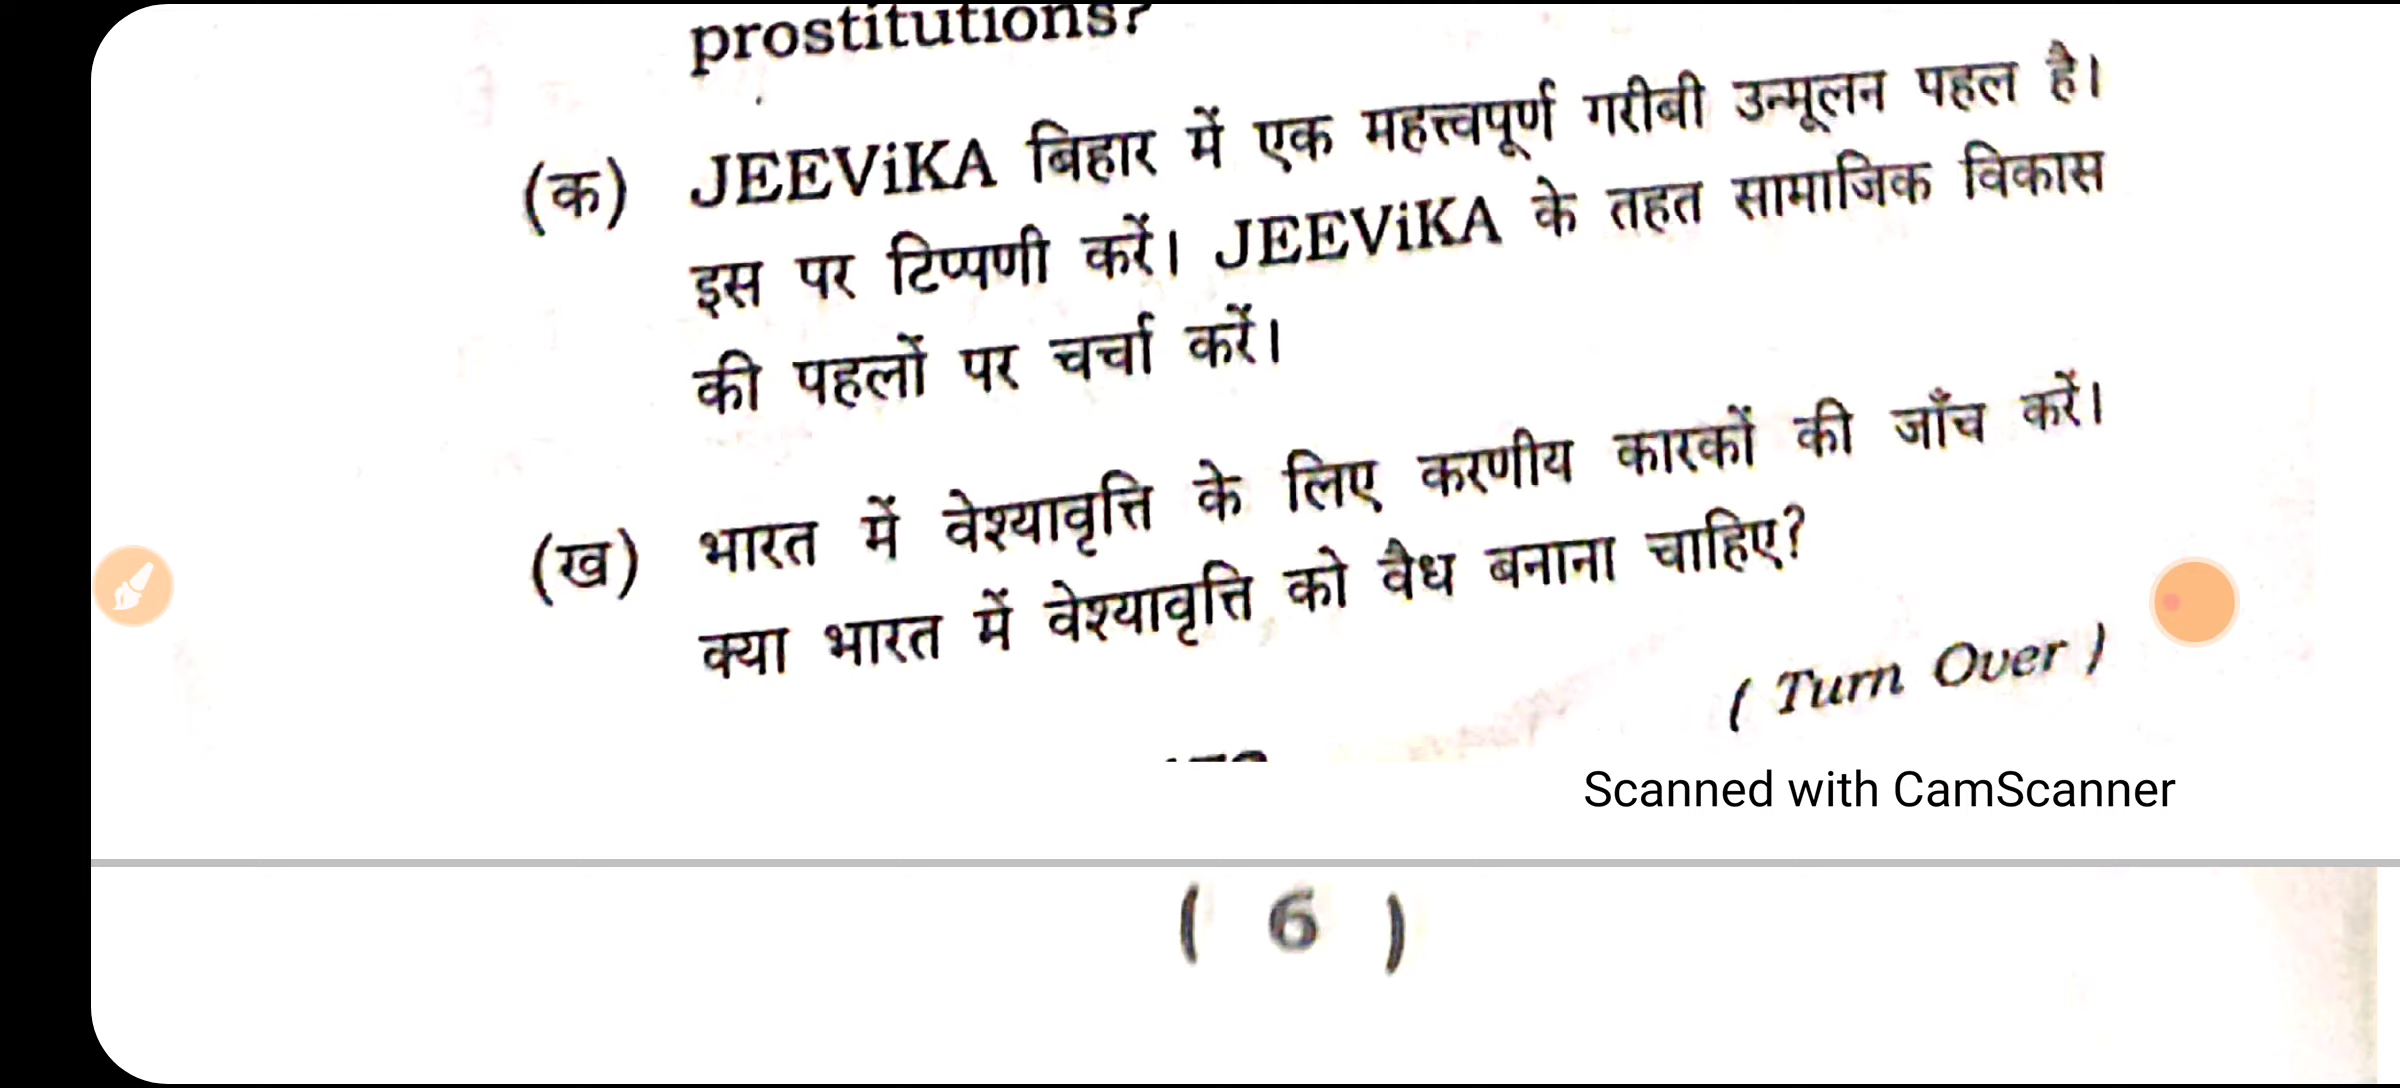 prostitutions?
(क) JEEViKA बिहार में एक महत्त्वपूर्ण गरीबी उन्मूलन पहल है।
इस पर टिप्पणी करें। JEEViKA के तहत सामाजिक विकास
की पहलों पर चर्चा करें।
(ख) भारत में वेश्यावृत्ति के लिए करणीय कारकों की जाँच करें।
क्या भारत में वेश्यावृत्ति को वैध बनाना चाहिए?
( Turn Over )
Scanned with CamScanner
( 6 )